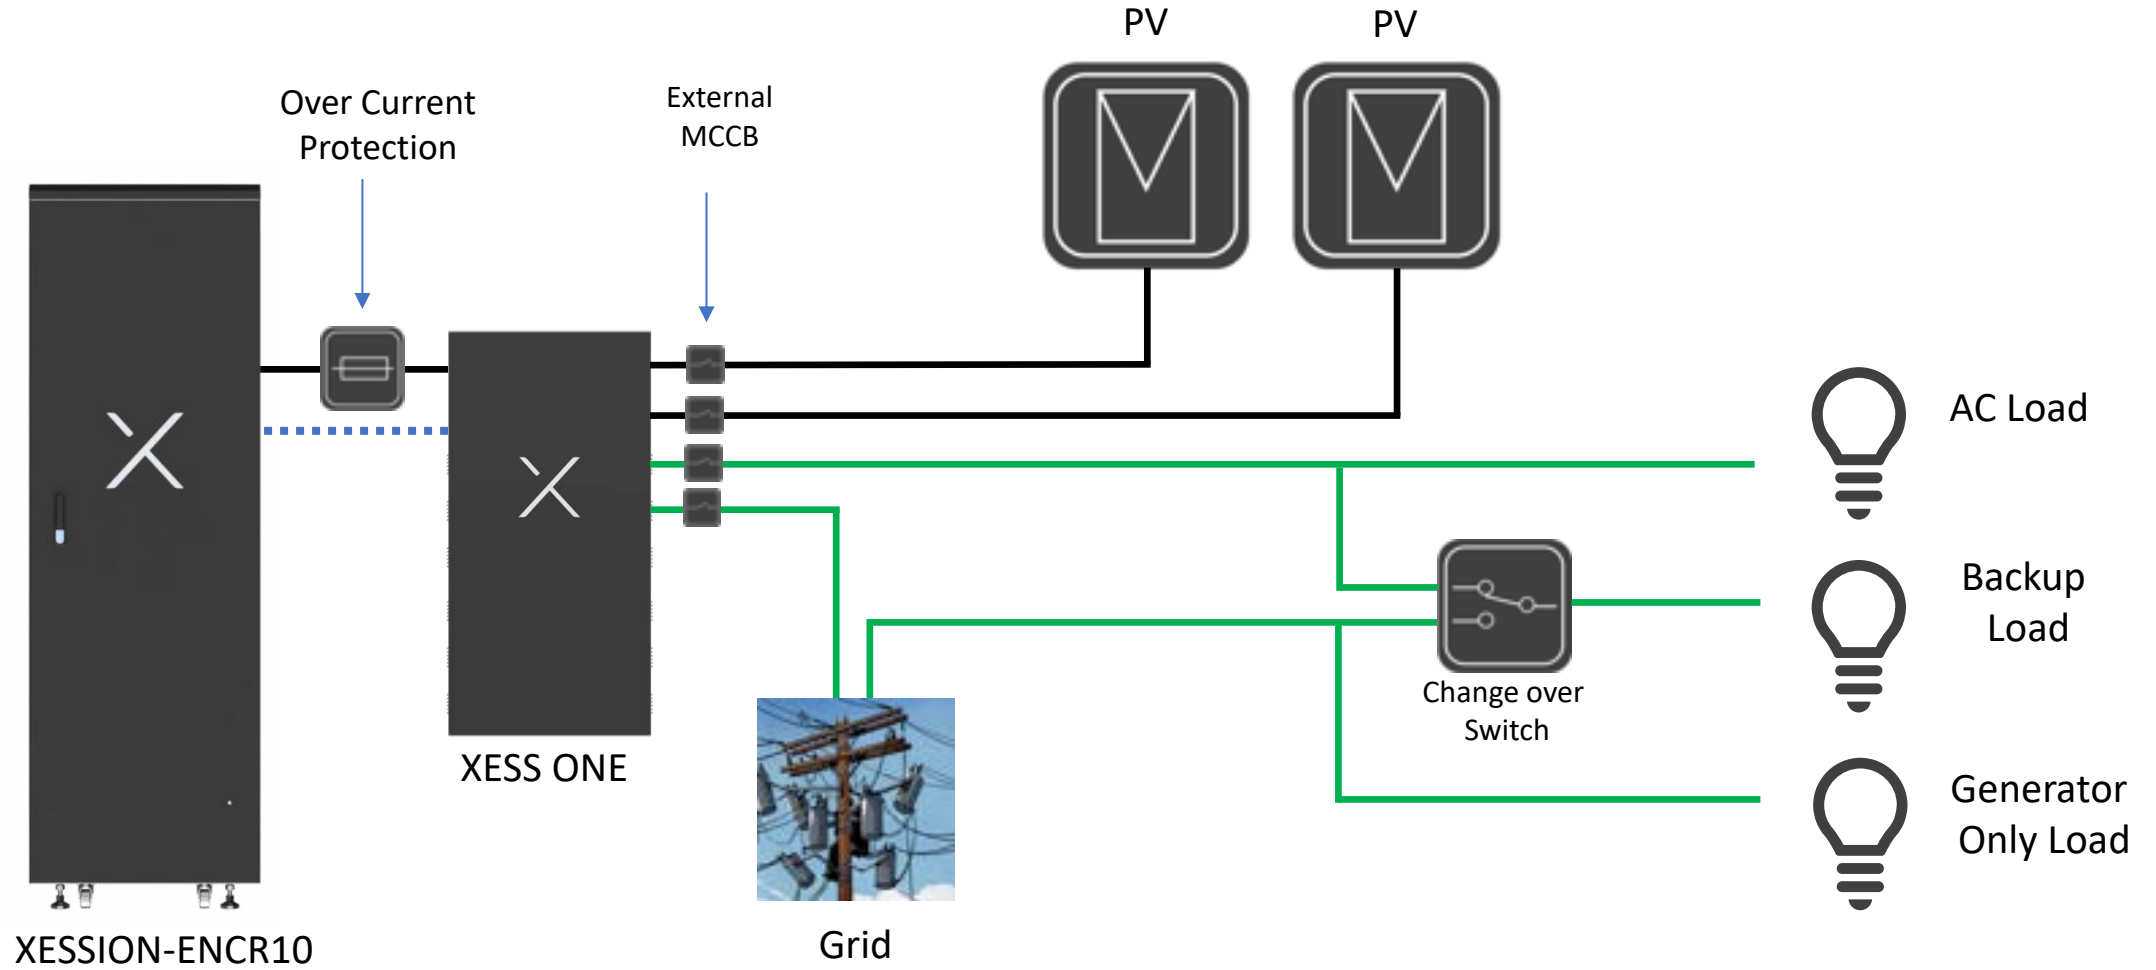 PV
PV
Over Current
Protection
External
MCCB
AC Load
Backup
Load
Change over
Switch
XESS ONE
Generator
Only Load
Grid
XESSION-ENCR10